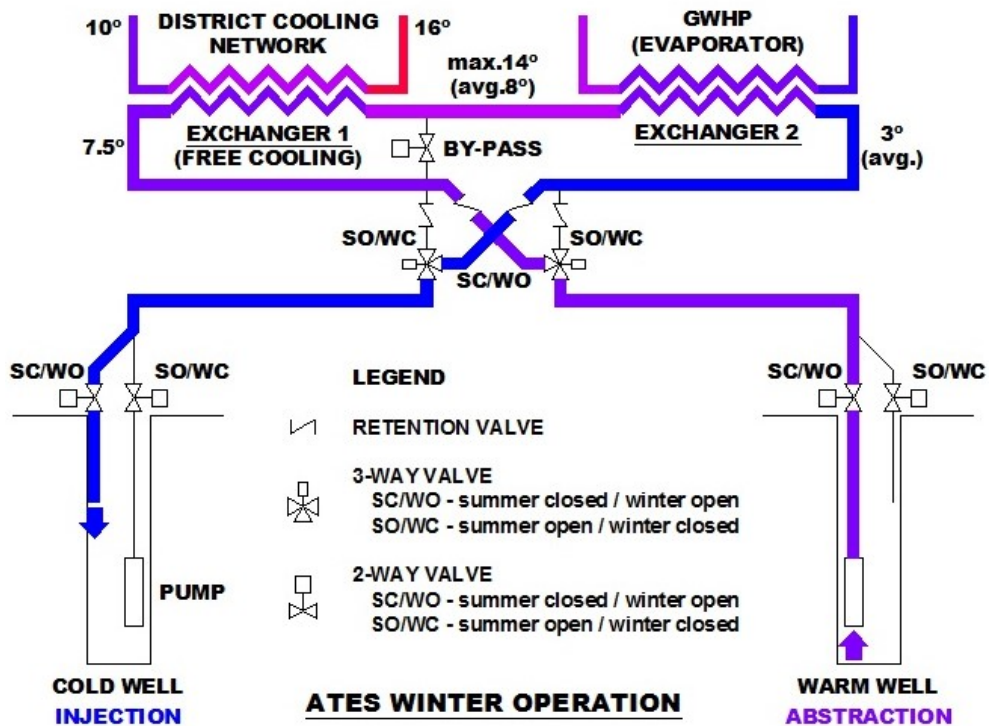 10º
DISTRICT COOLING
NETWORK
16º
max.14º
(avg.8º)
GWHP
(EVAPORATOR)
EXCHANGER 1
(FREE COOLING)
7.5º
BY-PASS
EXCHANGER 2
3º
(avg.)
SO/WC
SO/WC
SC/WO
SC/WO
SO/WC
SC/WO
SO/WC
LEGEND
RETENTION VALVE
3-WAY VALVE
SC/WO - summer closed / winter open
SO/WC - summer open / winter closed
2-WAY VALVE
SC/WO - summer closed / winter open
SO/WC - summer open / winter closed
PUMP
COLD WELL
INJECTION
ATES WINTER OPERATION
WARM WELL
ABSTRACTION